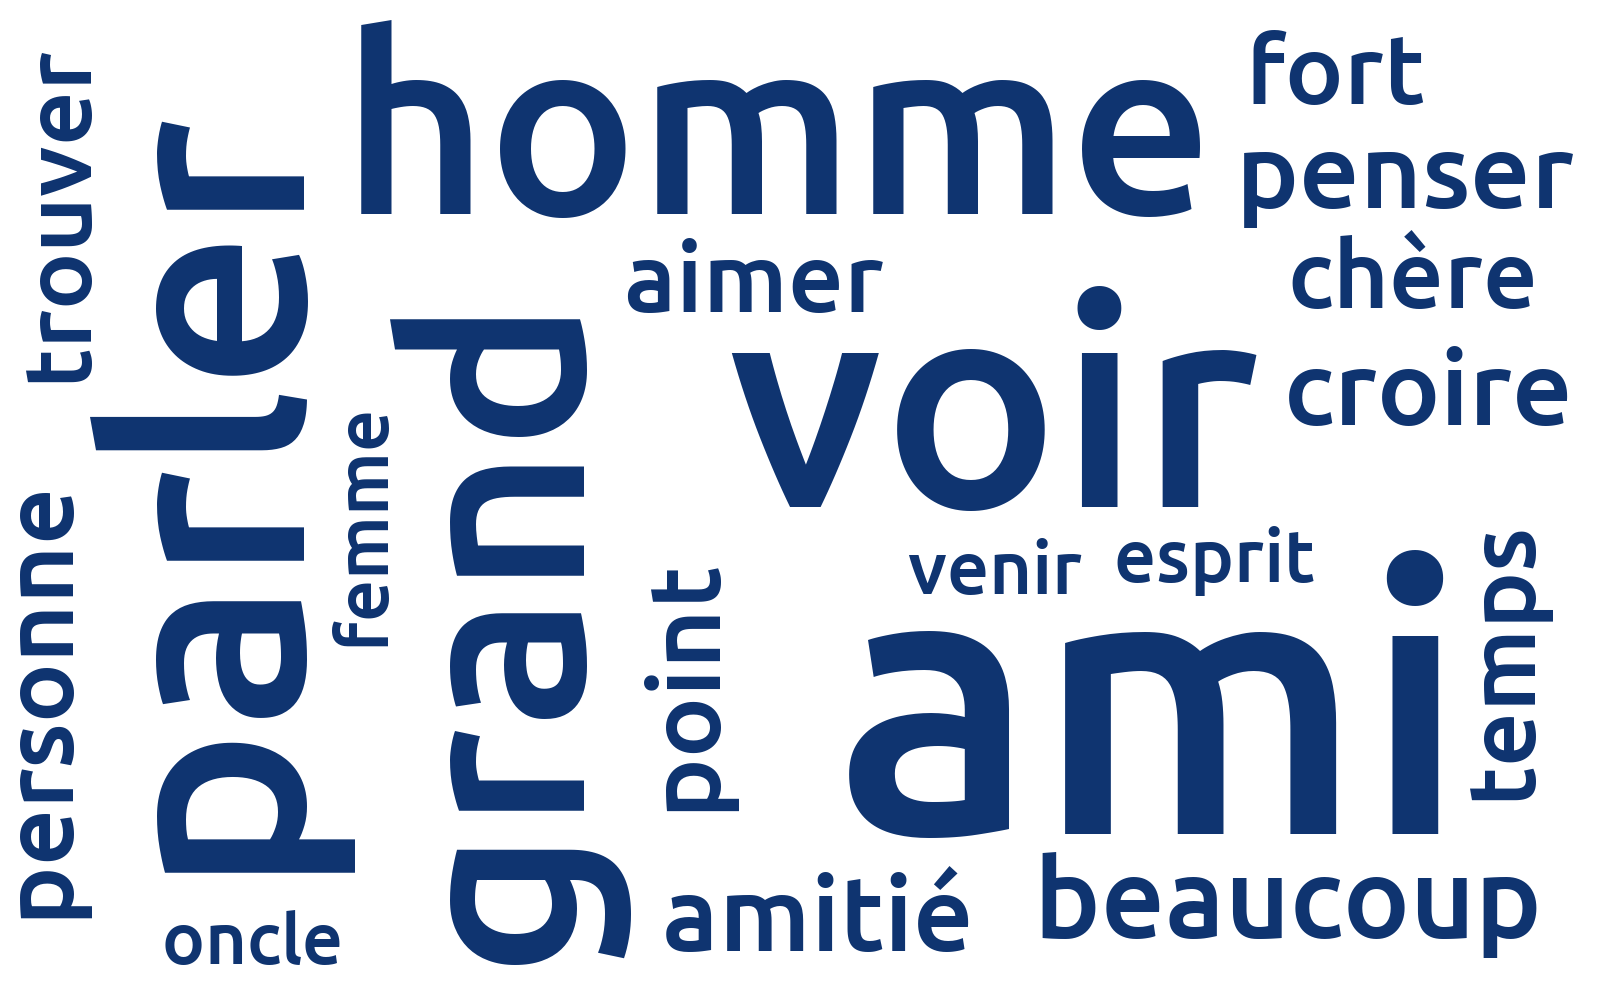 homme
fort
penser
trouver
parler
aimer
chère
voir
croire
grand
femme
personne
venir
esprit
point
ami
temps
beaucoup
amitié
oncle